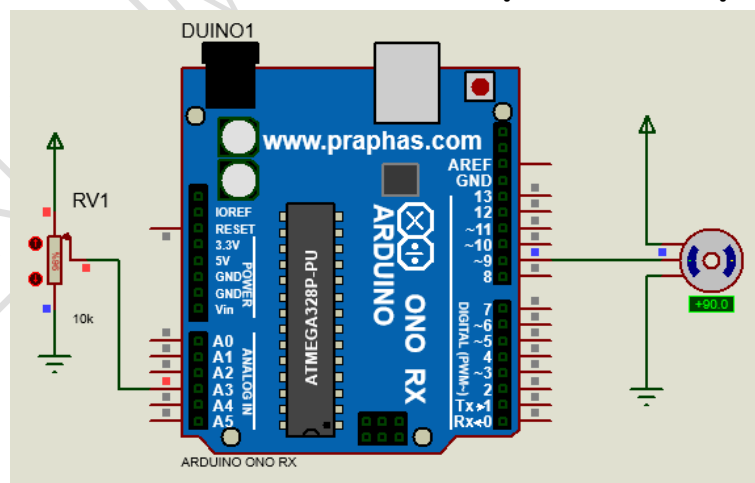 DUINO1
www.praphas.com
RV1
10k
IOREF
RESET
3.3V
5V
GND
GND
Vin
POWER
A0
A1
A2
A3
A4
A5
ANALOG IN
ATMEGA328P-PU
ARDUINO
ONO RX
AREF
GND
13
12
~11
~10
~9
8
7
~6
~5
4
~3
2
Tx►1
Rx◄0
DIGITAL (PWM~)
+90.0
ARDUINO ONO RX